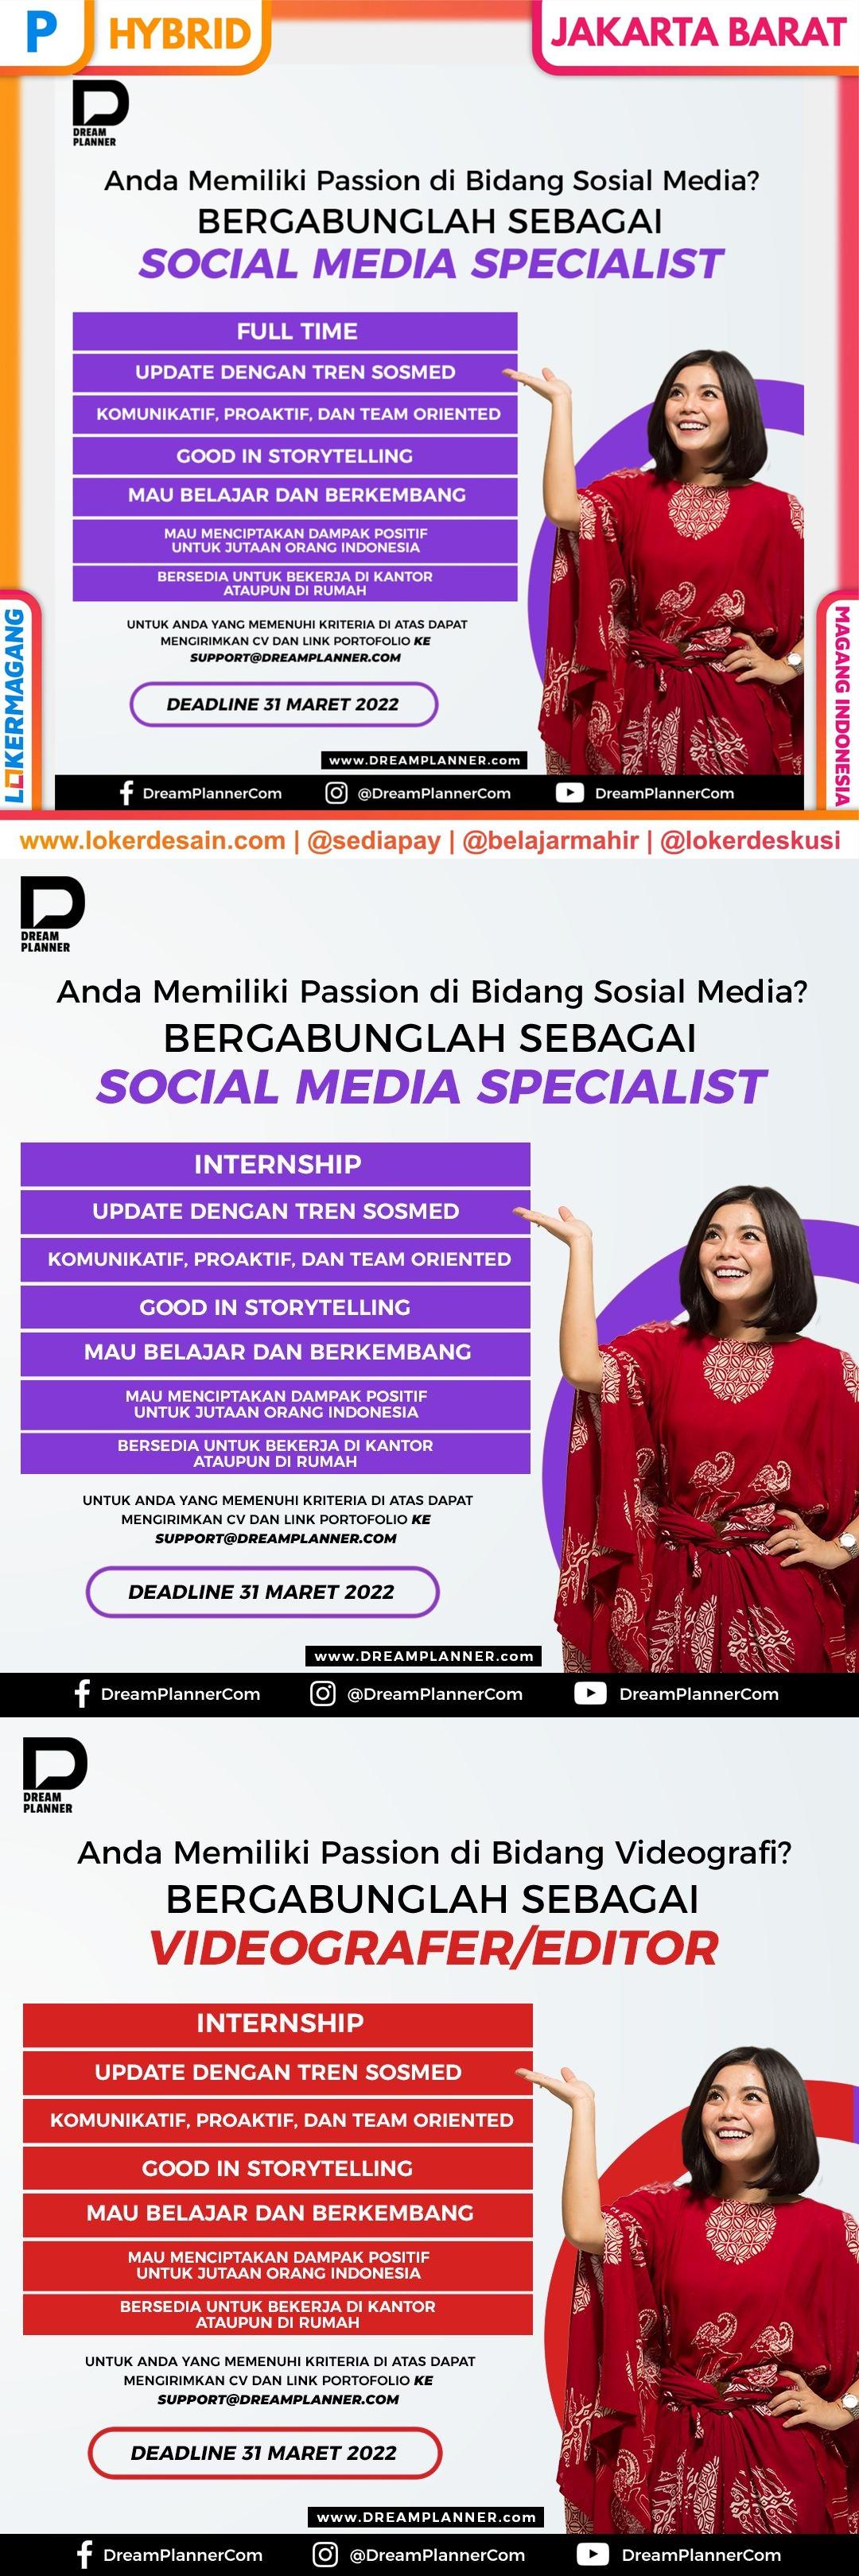 P
HYBRID
JAKARTA BARAT
DREAM
PLANNER
Anda Memiliki Passion di Bidang Sosial Media?
BERGABUNGLAH SEBAGAI
SOCIAL MEDIA SPECIALIST
FULL TIME
UPDATE DENGAN TREN SOSMED
KOMUNIKATIF, PROAKTIF, DAN TEAM ORIENTED
GOOD IN STORYTELLING
MAU BELAJAR DAN BERKEMBANG
MAU MENCIPTAKAN DAMPAK POSITIF
UNTUK JUTAAN ORANG INDONESIA
BERSEDIA UNTUK BEKERJA DI KANTOR
ATAUPUN DI RUMAH
UNTUK ANDA YANG MEMENUHI KRITERIA DI ATAS DAPAT
MENGIRIMKAN CV DAN LINK PORTOFOLIO KE
SUPPORT@DREAMPLANNER.COM
DEADLINE 31 MARET 2022
www.DREAMPLANNER.com
DreamPlannerCom
@DreamPlannerCom
DreamPlannerCom
LOKERMAGANG
MAGANG INDONESIA
www.lokerdesain.com | @sediapay | @belajarmahir | @lokerdeskusi
DREAM
PLANNER
Anda Memiliki Passion di Bidang Sosial Media?
BERGABUNGLAH SEBAGAI
SOCIAL MEDIA SPECIALIST
INTERNSHIP
UPDATE DENGAN TREN SOSMED
KOMUNIKATIF, PROAKTIF, DAN TEAM ORIENTED
GOOD IN STORYTELLING
MAU BELAJAR DAN BERKEMBANG
MAU MENCIPTAKAN DAMPAK POSITIF
UNTUK JUTAAN ORANG INDONESIA
BERSEDIA UNTUK BEKERJA DI KANTOR
ATAUPUN DI RUMAH
UNTUK ANDA YANG MEMENUHI KRITERIA DI ATAS DAPAT
MENGIRIMKAN CV DAN LINK PORTOFOLIO KE
SUPPORT@DREAMPLANNER.COM
DEADLINE 31 MARET 2022
www.DREAMPLANNER.com
DreamPlannerCom
@DreamPlannerCom
DreamPlannerCom
DREAM
PLANNER
Anda Memiliki Passion di Bidang Videografi?
BERGABUNGLAH SEBAGAI
VIDEOGRAFER/EDITOR
INTERNSHIP
UPDATE DENGAN TREN SOSMED
KOMUNIKATIF, PROAKTIF, DAN TEAM ORIENTED
GOOD IN STORYTELLING
MAU BELAJAR DAN BERKEMBANG
MAU MENCIPTAKAN DAMPAK POSITIF
UNTUK JUTAAN ORANG INDONESIA
BERSEDIA UNTUK BEKERJA DI KANTOR
ATAUPUN DI RUMAH
UNTUK ANDA YANG MEMENUHI KRITERIA DI ATAS DAPAT
MENGIRIMKAN CV DAN LINK PORTOFOLIO KE
SUPPORT@DREAMPLANNER.COM
DEADLINE 31 MARET 2022
www.DREAMPLANNER.com
DreamPlannerCom
@DreamPlannerCom
DreamPlannerCom